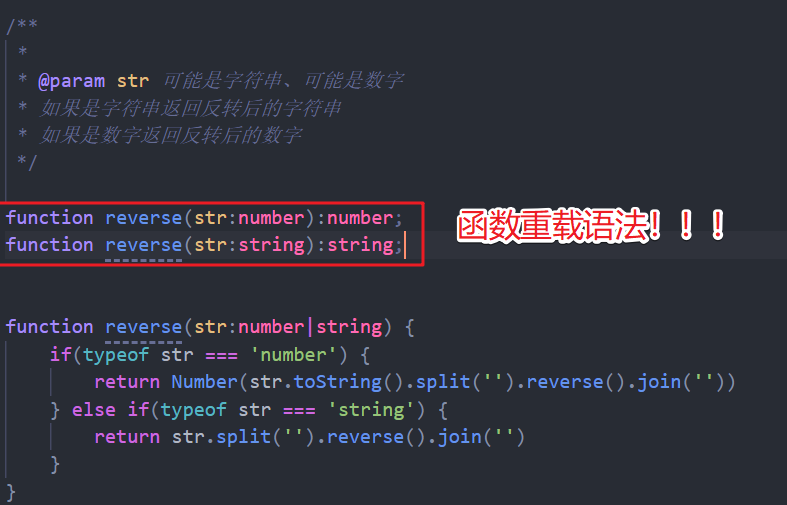 /**
 *
 * @param str 可能是字符串、可能是数字
 * 如果是字符串返回反转后的字符串
 * 如果是数字返回反转后的数字
 */
function reverse(str:number):number;
function reverse(str:string):string;
函数重载语法！！！
function reverse(str:number|string) {
    if(typeof str === 'number') {
        return Number(str.toString().split('').reverse().join(''))
    } else if(typeof str === 'string') {
        return str.split('').reverse().join('')
    }
}